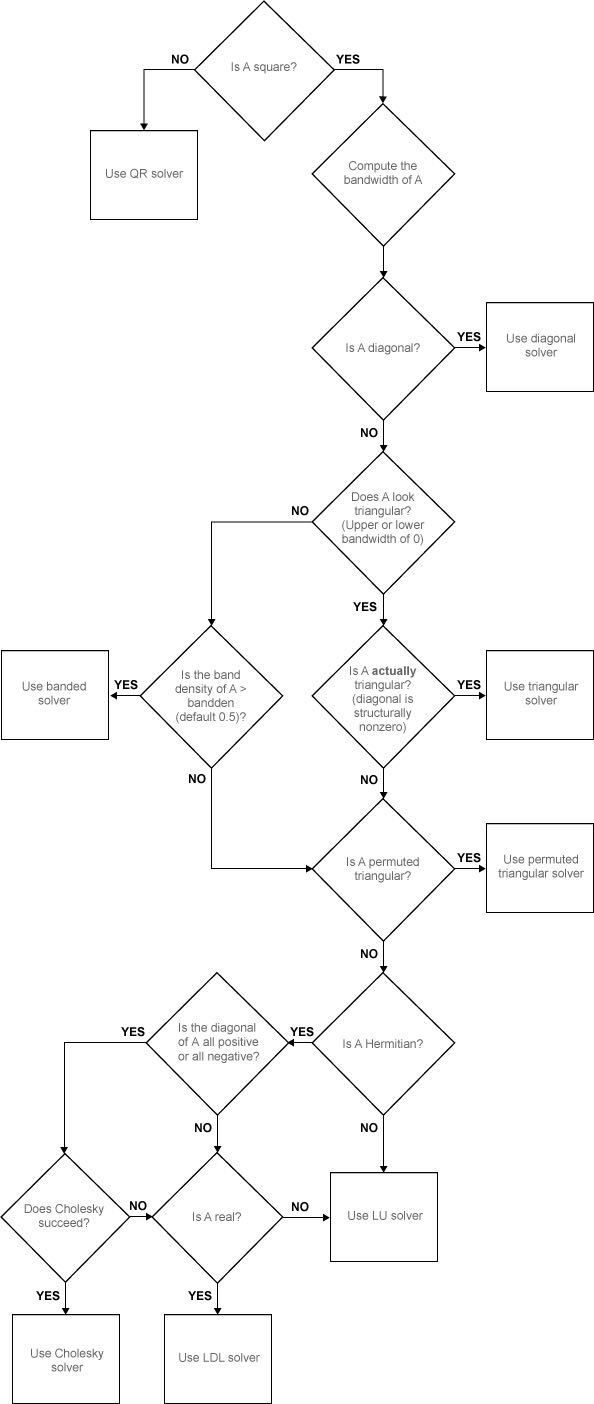 NO
Is A square?
YES
Use QR solver
Compute the
bandwidth of A
Is A diagonal?
YES
Use diagonal
solver
NO
Does A look
triangular?
(Upper or lower
bandwidth of 0)
NO
YES
Use banded
solver
YES
Is the band
density of A >
bandden
(default 0.5)?
Is A actually
triangular?
(diagonal is
structurally
nonzero)
YES
Use triangular
solver
NO
NO
Is A permuted
triangular?
YES
Use permuted
triangular solver
NO
YES
Is the diagonal
of A all positive
or all negative?
YES
Is A Hermitian?
NO
NO
Does Cholesky
succeed?
NO
Is A real?
NO
Use LU solver
YES
YES
Use Cholesky
solver
Use LDL solver